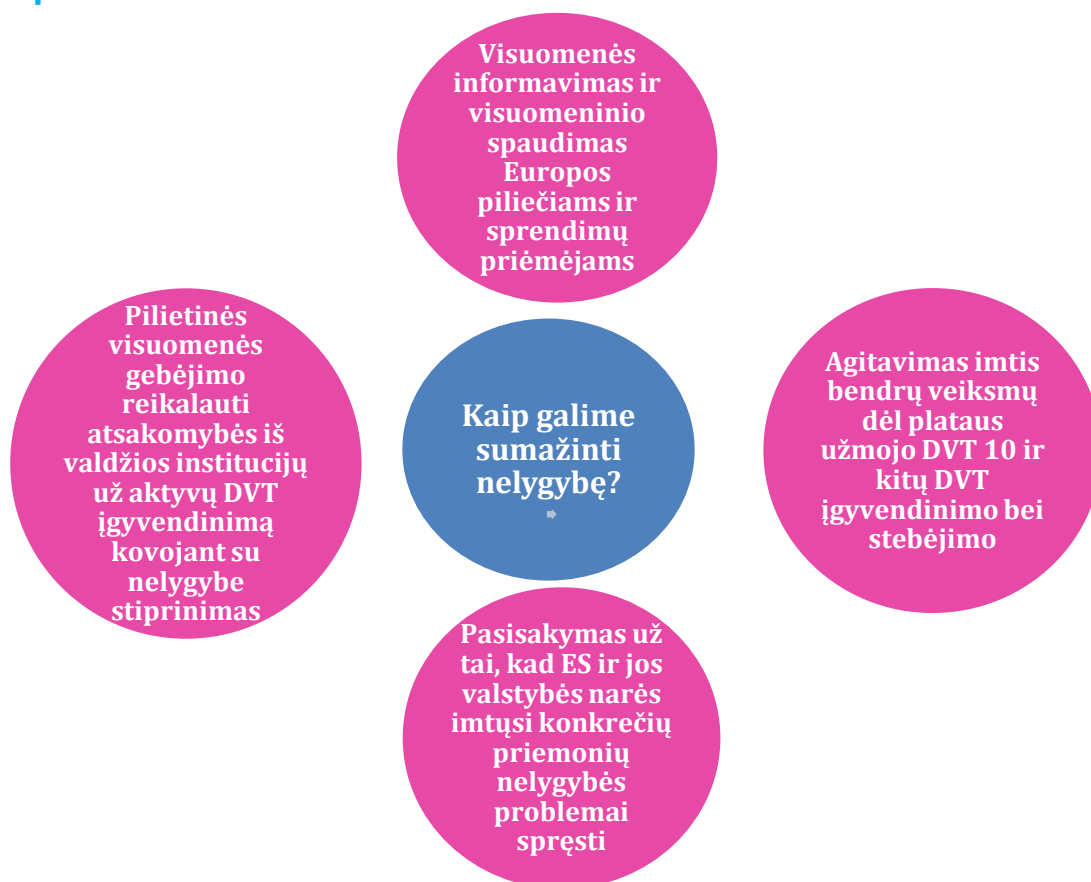 Visuomenės
informavimas ir
visuomeninio
spaudimas
Europos
piliečiams ir
sprendimų
priėmėjams
Pilietinės
visuomenės
gebėjimo
reikalauti
atsakomybės iš
valdžios institucijų
už aktyvų DVT
įgyvendinimą
kovojant su
nelygybe
stiprinimas
Kaip galime
sumažinti
nelygybę?
Agitavimas imtis
bendrų veiksmų
dėl plataus
užmojo DVT 10 ir
kitų DVT
įgyvendinimo bei
stebėjimo
Pasisakymas už
tai, kad ES ir jos
valstybės narės
imtųsi konkrečių
priemonių
nelygybės
problemai
spręsti